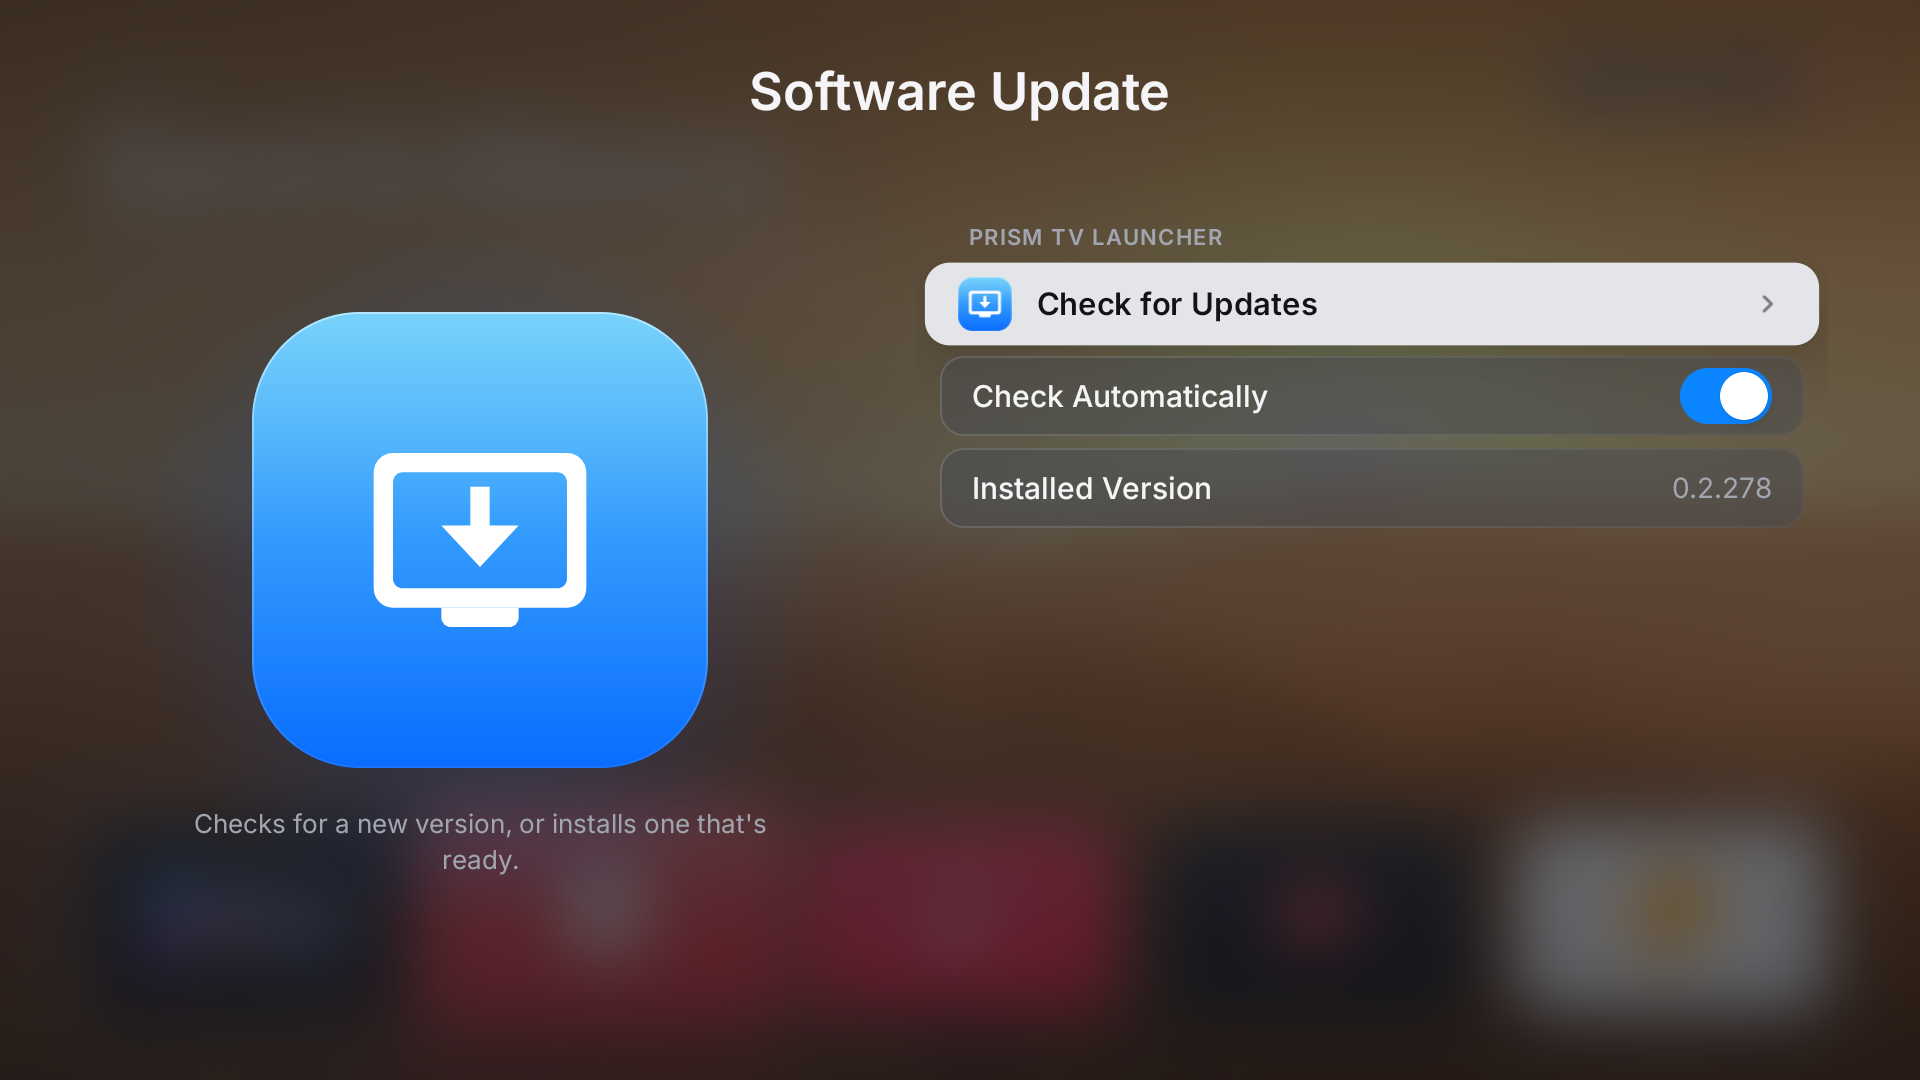 Software Update
PRISM TV LAUNCHER
Check for Updates
Check Automatically
Installed Version 0.2.278
Checks for a new version, or installs one that's
ready.